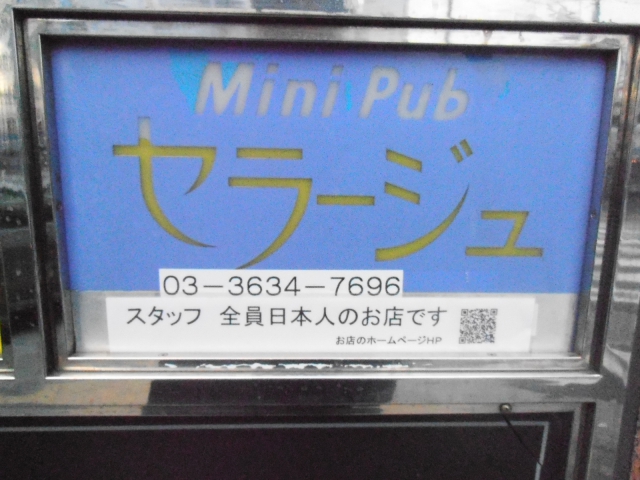 Mini Pub
セラージュ
03-3634-7696
スタッフ 全員日本人のお店です
お店のホームページHP